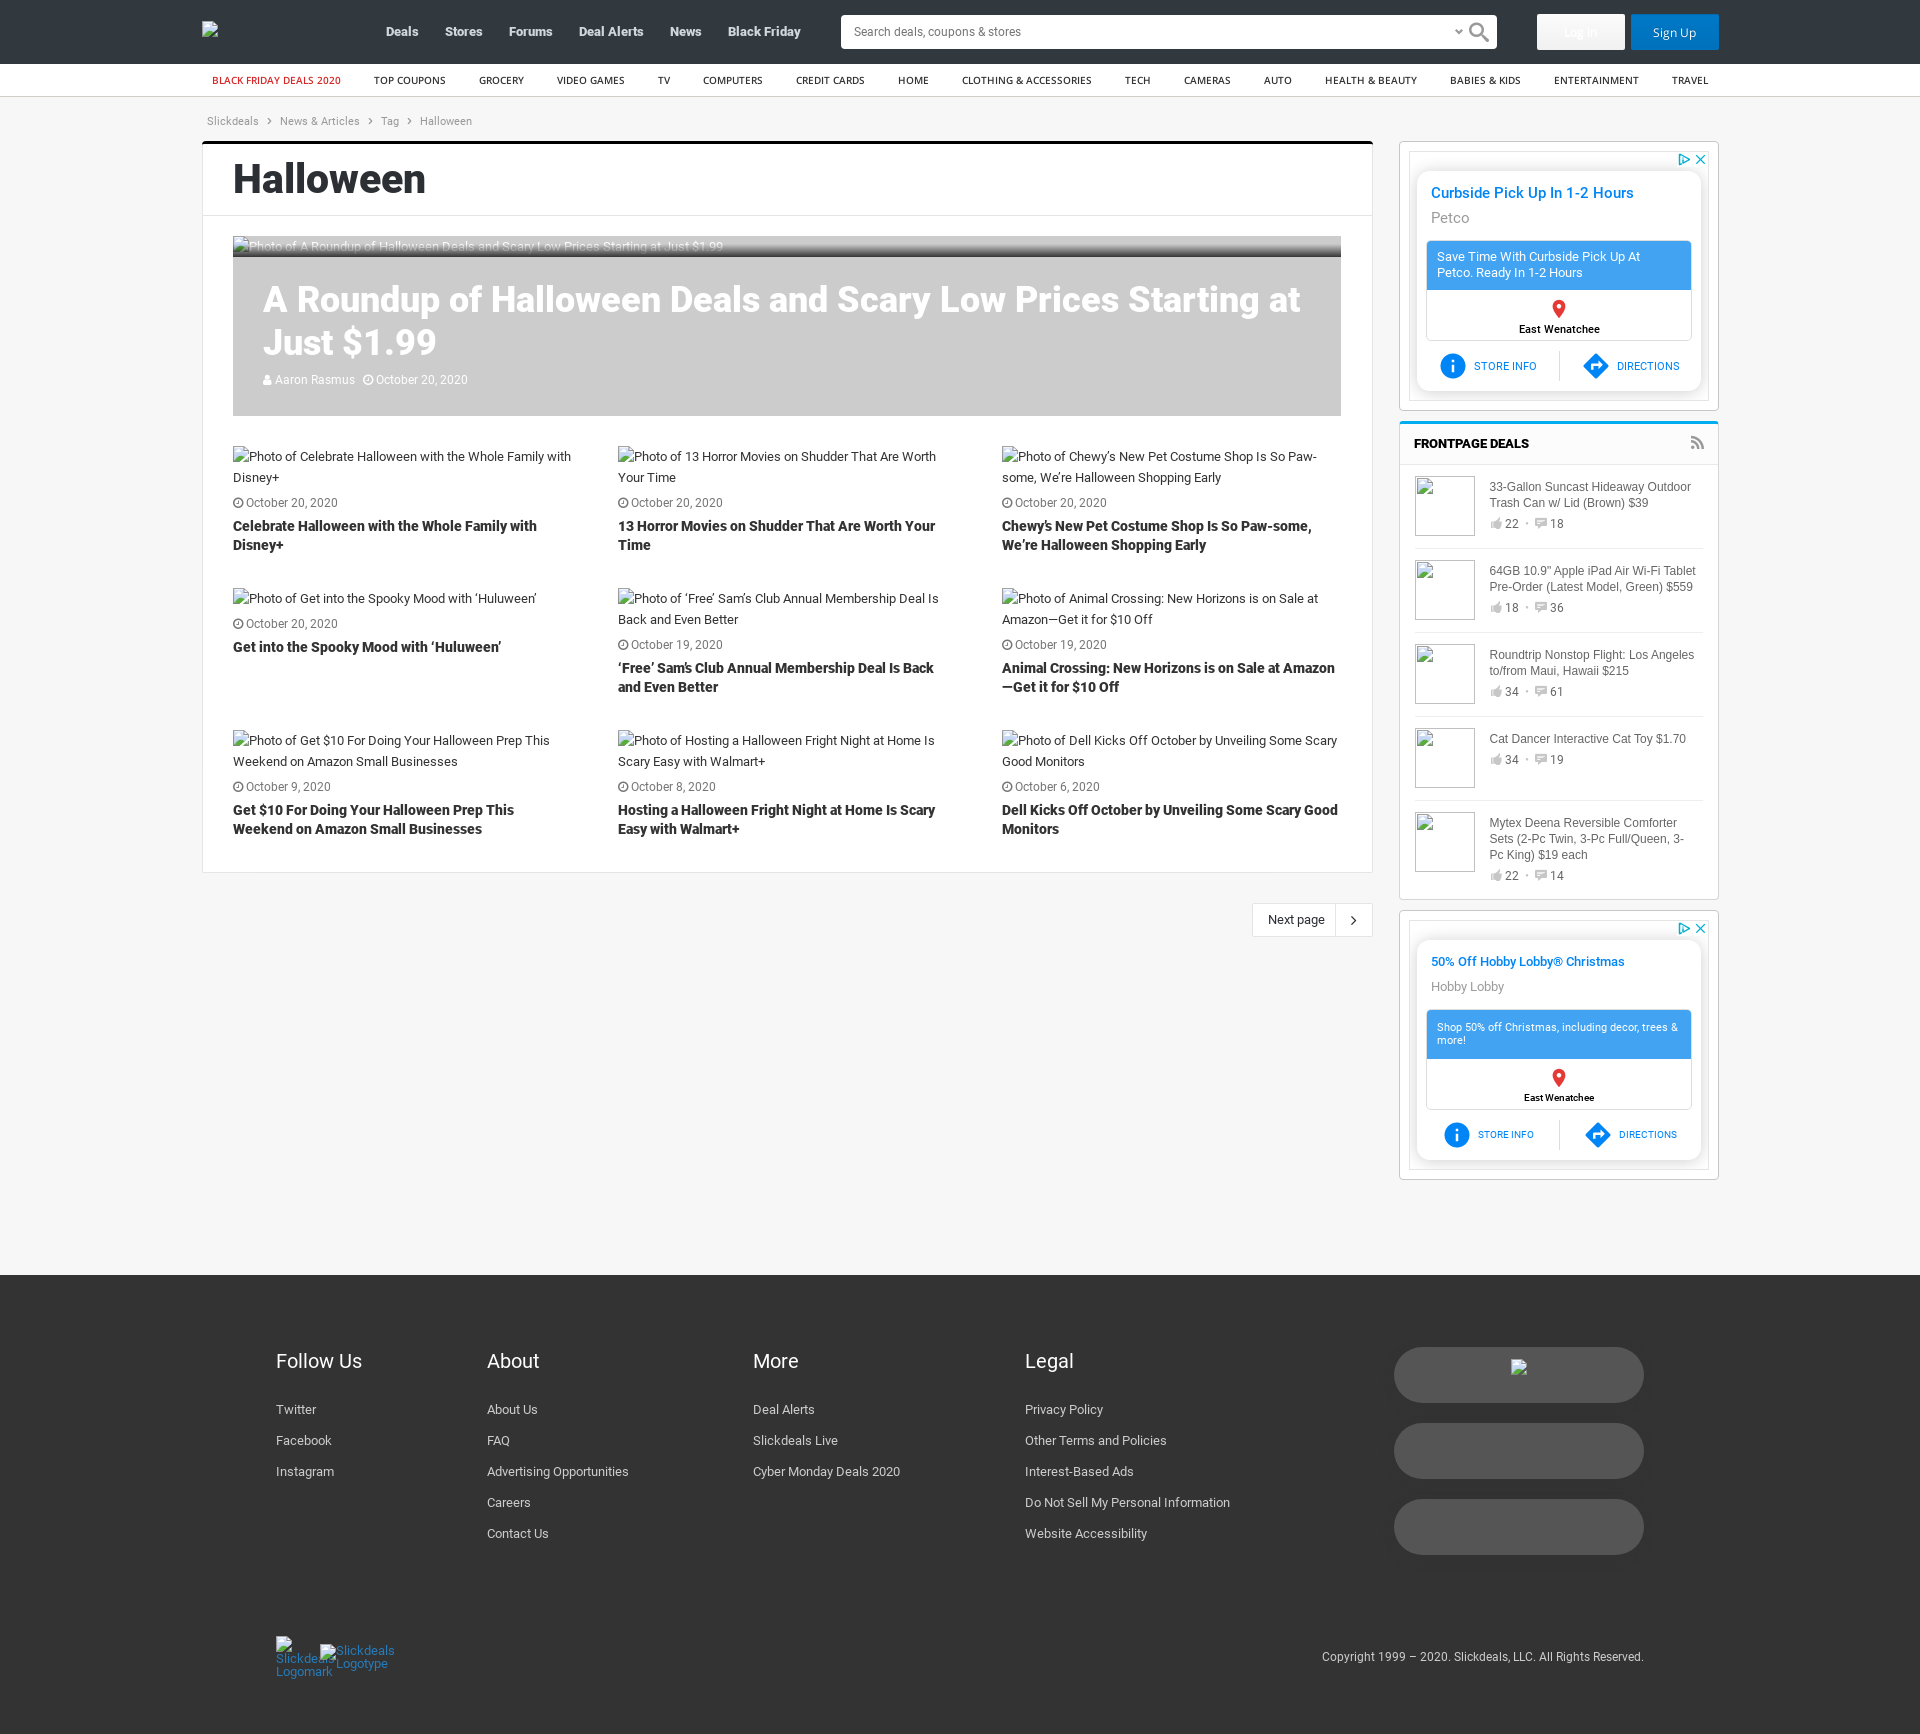 Deals Stores Forums Deal Alerts News Black Friday
Search deals, coupons & stores
Log In
Sign Up
BLACK FRIDAY DEALS 2020 TOP COUPONS GROCERY VIDEO GAMES TV COMPUTERS CREDIT CARDS HOME CLOTHING & ACCESSORIES TECH CAMERAS AUTO HEALTH & BEAUTY BABIES & KIDS ENTERTAINMENT TRAVEL
Slickdeals > News & Articles > Tag > Halloween
Halloween
Photo of A Roundup of Halloween Deals and Scary Low Prices Starting at Just $1.99
A Roundup of Halloween Deals and Scary Low Prices Starting at
Just $1.99
Aaron Rasmus October 20, 2020
Photo of Celebrate Halloween with the Whole Family with
Disney+
October 20, 2020
Celebrate Halloween with the Whole Family with
Disney+
Photo of 13 Horror Movies on Shudder That Are Worth
Your Time
October 20, 2020
13 Horror Movies on Shudder That Are Worth Your
Time
Photo of Chewy’s New Pet Costume Shop Is So Paw-
some, We’re Halloween Shopping Early
October 20, 2020
Chewy’s New Pet Costume Shop Is So Paw-some,
We’re Halloween Shopping Early
Photo of Get into the Spooky Mood with ‘Huluween’
October 20, 2020
Get into the Spooky Mood with ‘Huluween’
Photo of ‘Free’ Sam’s Club Annual Membership Deal Is
Back and Even Better
October 19, 2020
‘Free’ Sam’s Club Annual Membership Deal Is Back
and Even Better
Photo of Animal Crossing: New Horizons is on Sale at
Amazon—Get it for $10 Off
October 19, 2020
Animal Crossing: New Horizons is on Sale at Amazon
—Get it for $10 Off
Photo of Get $10 For Doing Your Halloween Prep This
Weekend on Amazon Small Businesses
October 9, 2020
Get $10 For Doing Your Halloween Prep This
Weekend on Amazon Small Businesses
Photo of Hosting a Halloween Fright Night at Home Is
Scary Easy with Walmart+
October 8, 2020
Hosting a Halloween Fright Night at Home Is Scary
Easy with Walmart+
Photo of Dell Kicks Off October by Unveiling Some Scary
Good Monitors
October 6, 2020
Dell Kicks Off October by Unveiling Some Scary Good
Monitors
Next page
Curbside Pick Up In 1-2 Hours
Petco
Save Time With Curbside Pick Up At
Petco. Ready In 1-2 Hours
East Wenatchee
STORE INFO
DIRECTIONS
FRONTPAGE DEALS
33-Gallon Suncast Hideaway Outdoor
Trash Can w/ Lid (Brown) $39
22 • 18
64GB 10.9" Apple iPad Air Wi-Fi Tablet
Pre-Order (Latest Model, Green) $559
18 • 36
Roundtrip Nonstop Flight: Los Angeles
to/from Maui, Hawaii $215
34 • 61
Cat Dancer Interactive Cat Toy $1.70
34 • 19
Mytex Deena Reversible Comforter
Sets (2-Pc Twin, 3-Pc Full/Queen, 3-
Pc King) $19 each
22 • 14
50% Off Hobby Lobby® Christmas
Hobby Lobby
Shop 50% off Christmas, including decor, trees &
more!
East Wenatchee
STORE INFO
DIRECTIONS
Follow Us
Twitter
Facebook
Instagram
About
About Us
FAQ
Advertising Opportunities
Careers
Contact Us
More
Deal Alerts
Slickdeals Live
Cyber Monday Deals 2020
Legal
Privacy Policy
Other Terms and Policies
Interest-Based Ads
Do Not Sell My Personal Information
Website Accessibility
Slickdeals
Logomark
Slickdeals
Logotype
Copyright 1999 – 2020. Slickdeals, LLC. All Rights Reserved.